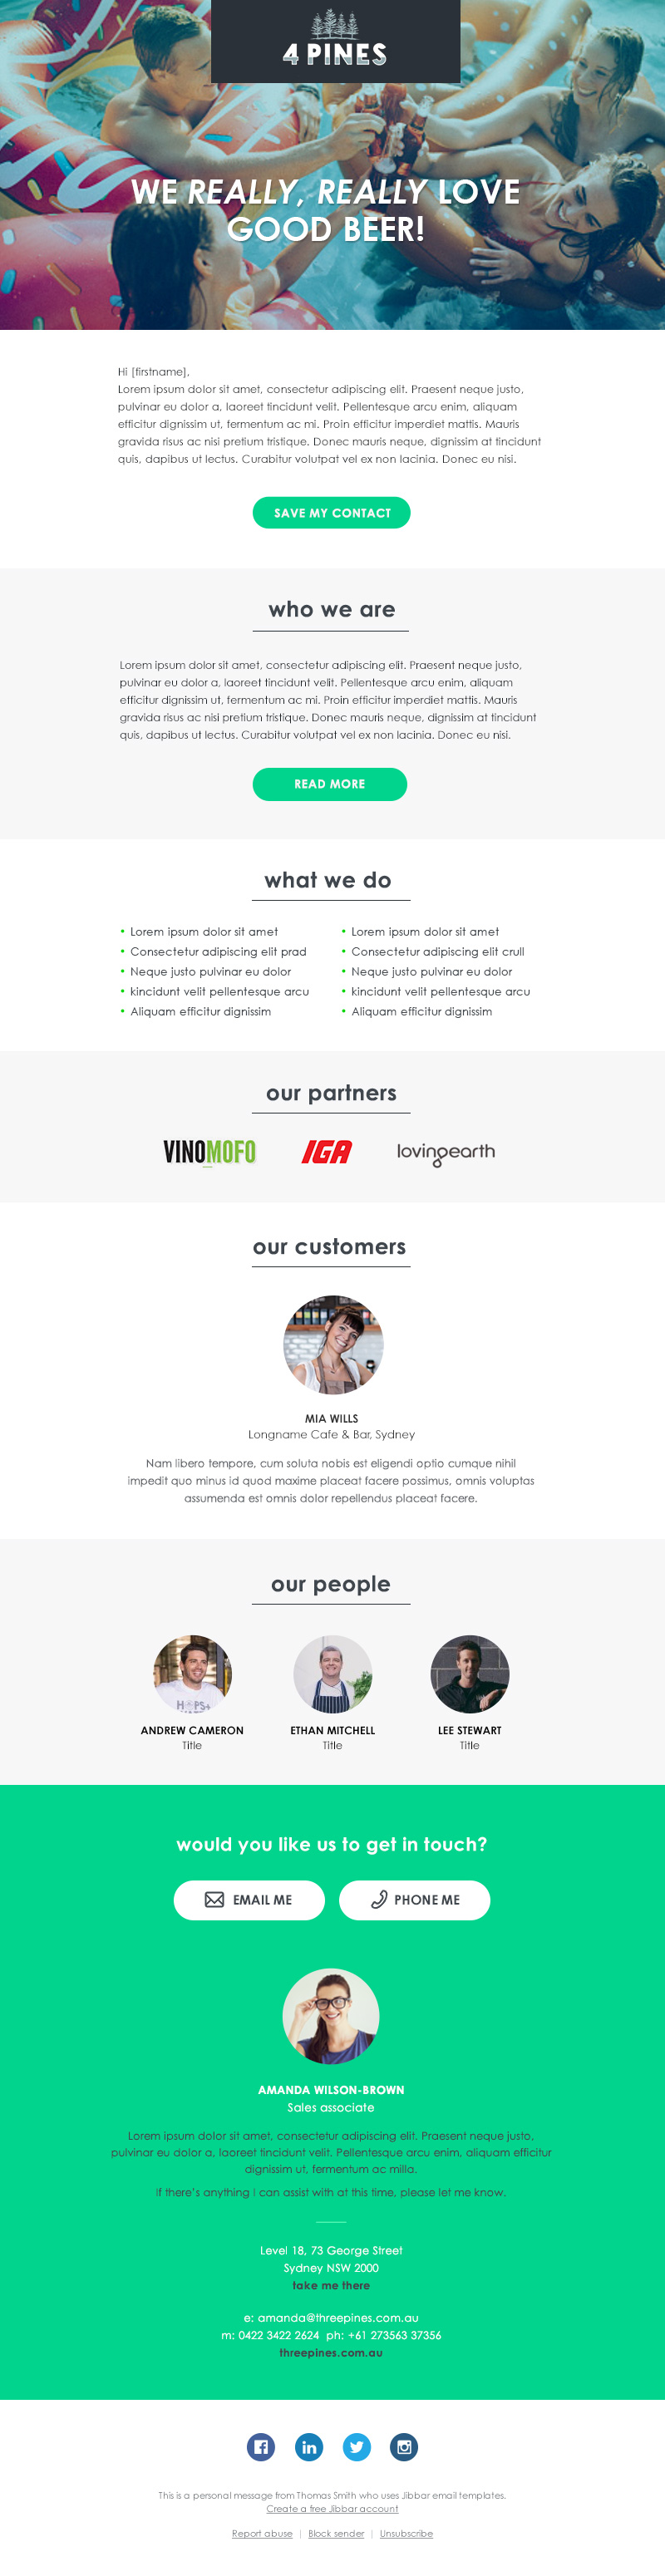 4 PINES
WE REALLY, REALLY LOVE
GOOD BEER!
Hi [firstname],
Lorem ipsum dolor sit amet, consectetur adipiscing elit. Praesent neque justo,
pulvinar eu dolor a, laoreet tincidunt velit. Pellentesque arcu enim, aliquam
efficitur dignissim ut, fermentum ac mi. Proin efficitur imperdiet mattis. Mauris
gravida risus ac nisi pretium tristique. Donec mauris neque, dignissim at tincidunt
quis, dapibus ut lectus. Curabitur volutpat vel ex non lacinia. Donec eu nisi.
SAVE MY CONTACT
who we are
Lorem ipsum dolor sit amet, consectetur adipiscing elit. Praesent neque justo,
pulvinar eu dolor a, laoreet tincidunt velit. Pellentesque arcu enim, aliquam
efficitur dignissim ut, fermentum ac mi. Proin efficitur imperdiet mattis. Mauris
gravida risus ac nisi pretium tristique. Donec mauris neque, dignissim at tincidunt
quis, dapibus ut lectus. Curabitur volutpat vel ex non lacinia. Donec eu nisi.
READ MORE
what we do
• Lorem ipsum dolor sit amet
• Consectetur adipiscing elit prad
• Neque justo pulvinar eu dolor
• kincidunt velit pellentesque arcu
• Aliquam efficitur dignissim
• Lorem ipsum dolor sit amet
• Consectetur adipiscing elit crull
• Neque justo pulvinar eu dolor
• kincidunt velit pellentesque arcu
• Aliquam efficitur dignissim
our partners
VINOMOFO
IGA
lovingearth
our customers
MIA WILLS
Longname Cafe & Bar, Sydney
Nam libero tempore, cum soluta nobis est eligendi optio cumque nihil
impedit quo minus id quod maxime placeat facere possimus, omnis voluptas
assumenda est omnis dolor repellendus placeat facere.
our people
HOPS+
ANDREW CAMERON
Title
ETHAN MITCHELL
Title
LEE STEWART
Title
would you like us to get in touch?
EMAIL ME
PHONE ME
AMANDA WILSON-BROWN
Sales associate
Lorem ipsum dolor sit amet, consectetur adipiscing elit. Praesent neque justo,
pulvinar eu dolor a, laoreet tincidunt velit. Pellentesque arcu enim, aliquam efficitur
dignissim ut, fermentum ac milla.
If there's anything I can assist with at this time, please let me know.
Level 18, 73 George Street
Sydney NSW 2000
take me there
e: amanda@threepines.com.au
m: 0422 3422 2624 ph: +61 273563 37356
threepines.com.au
This is a personal message from Thomas Smith who uses Jibbar email templates.
Create a free Jibbar account
Report abuse | Block sender | Unsubscribe